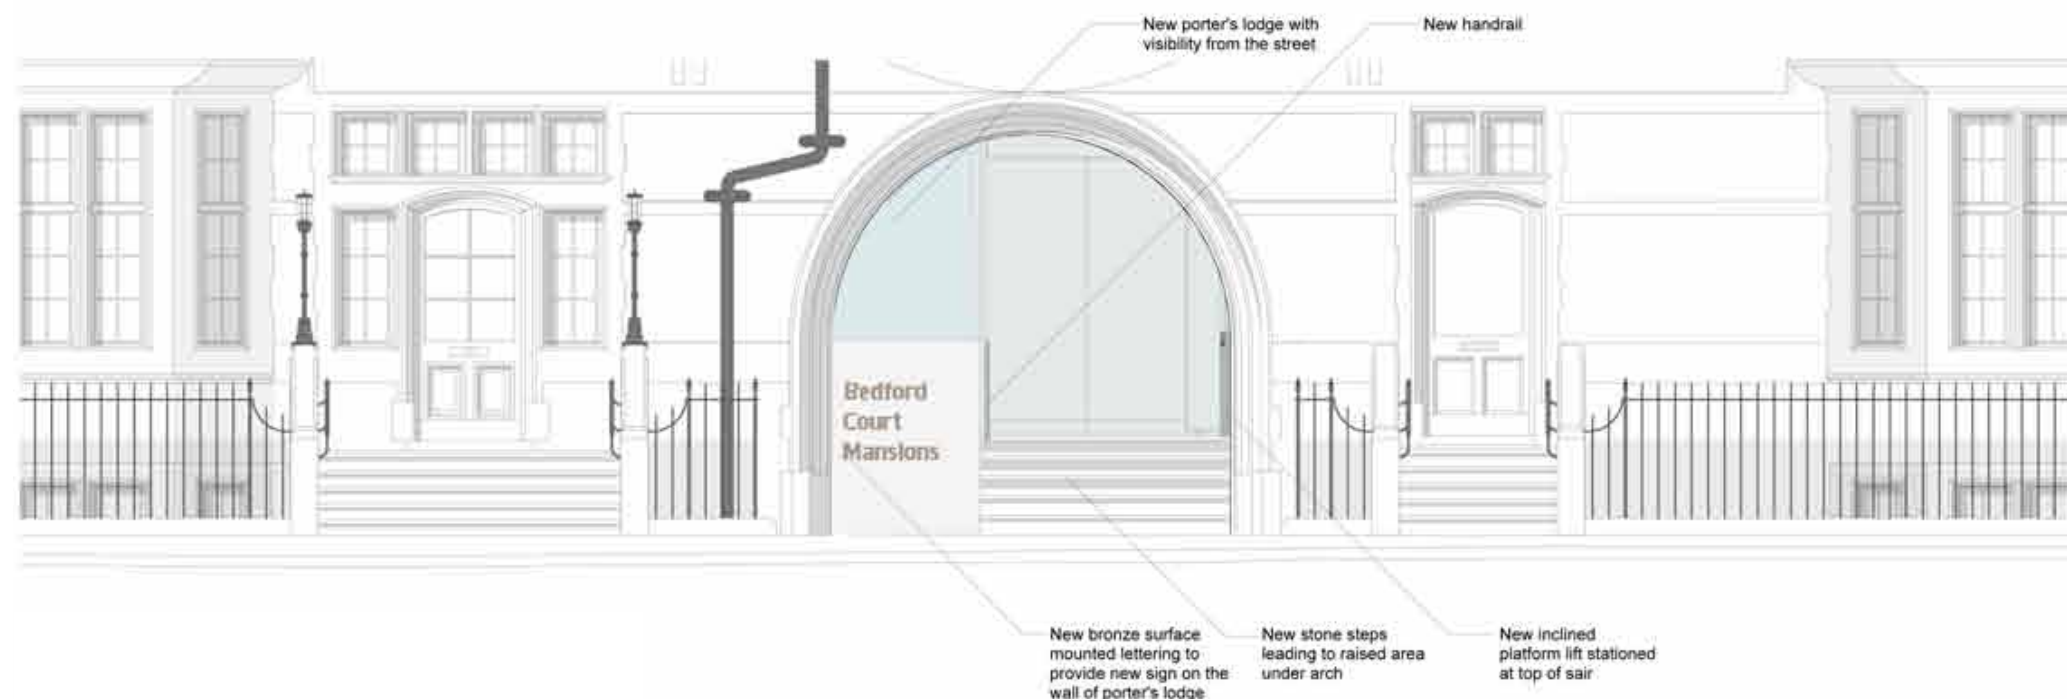 New porter's lodge with
visibility from the street
New handrail
Bedford
Court
Mansions
New bronze surface
mounted lettering to
provide new sign on the
wall of porter's lodge
New stone steps
leading to raised area
under arch
New inclined
platform lift stationed
at top of sair